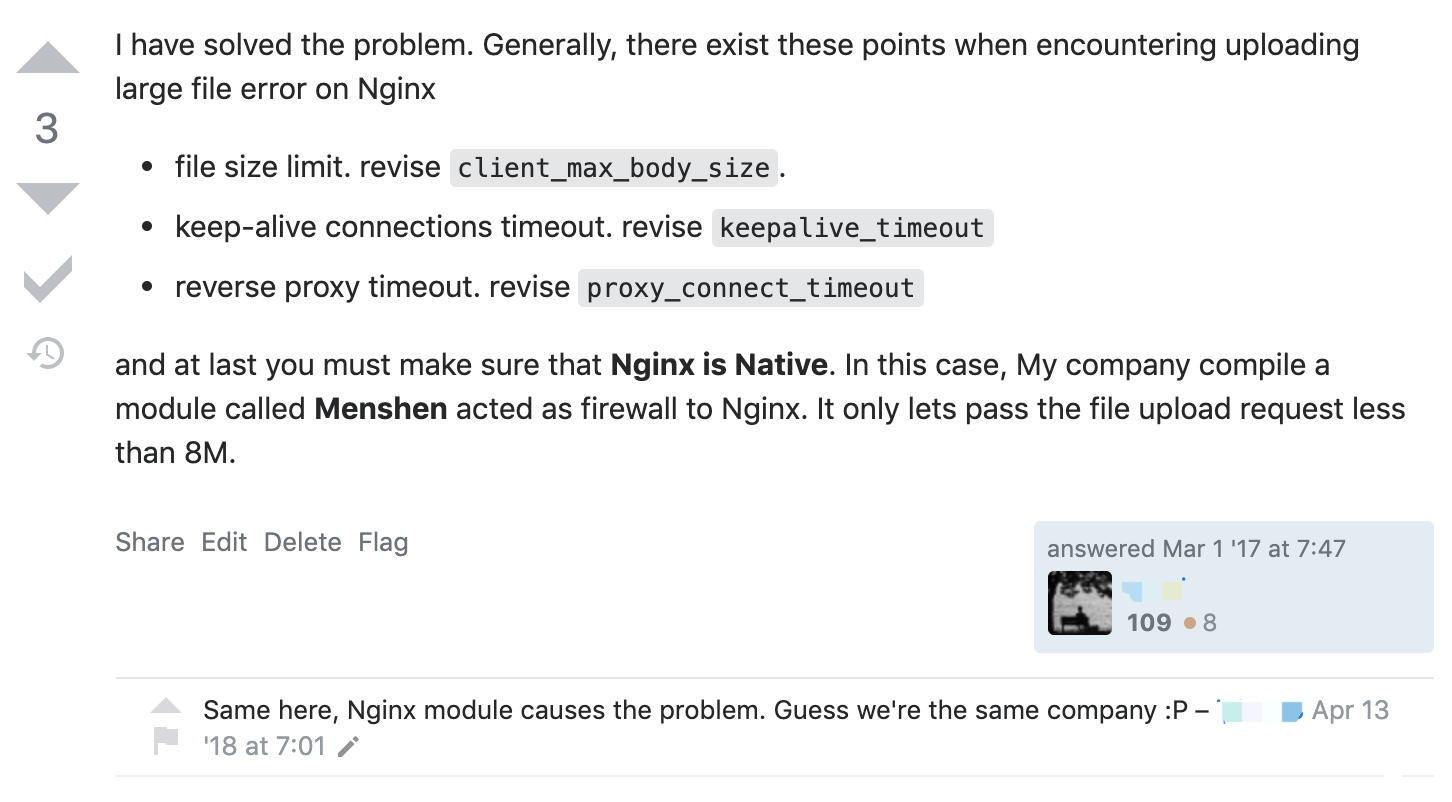 I have solved the problem. Generally, there exist these points when encountering uploading
large file error on Nginx
3
• file size limit. revise client_max_body_size.
• keep-alive connections timeout. revise keepalive_timeout
• reverse proxy timeout. revise proxy_connect_timeout
and at last you must make sure that Nginx is Native. In this case, My company compile a
module called Menshen acted as firewall to Nginx. It only lets pass the file upload request less
than 8M.
Share Edit Delete Flag
answered Mar 1 '17 at 7:47
109 8
Same here, Nginx module causes the problem. Guess we're the same company :P – Apr 13
'18 at 7:01